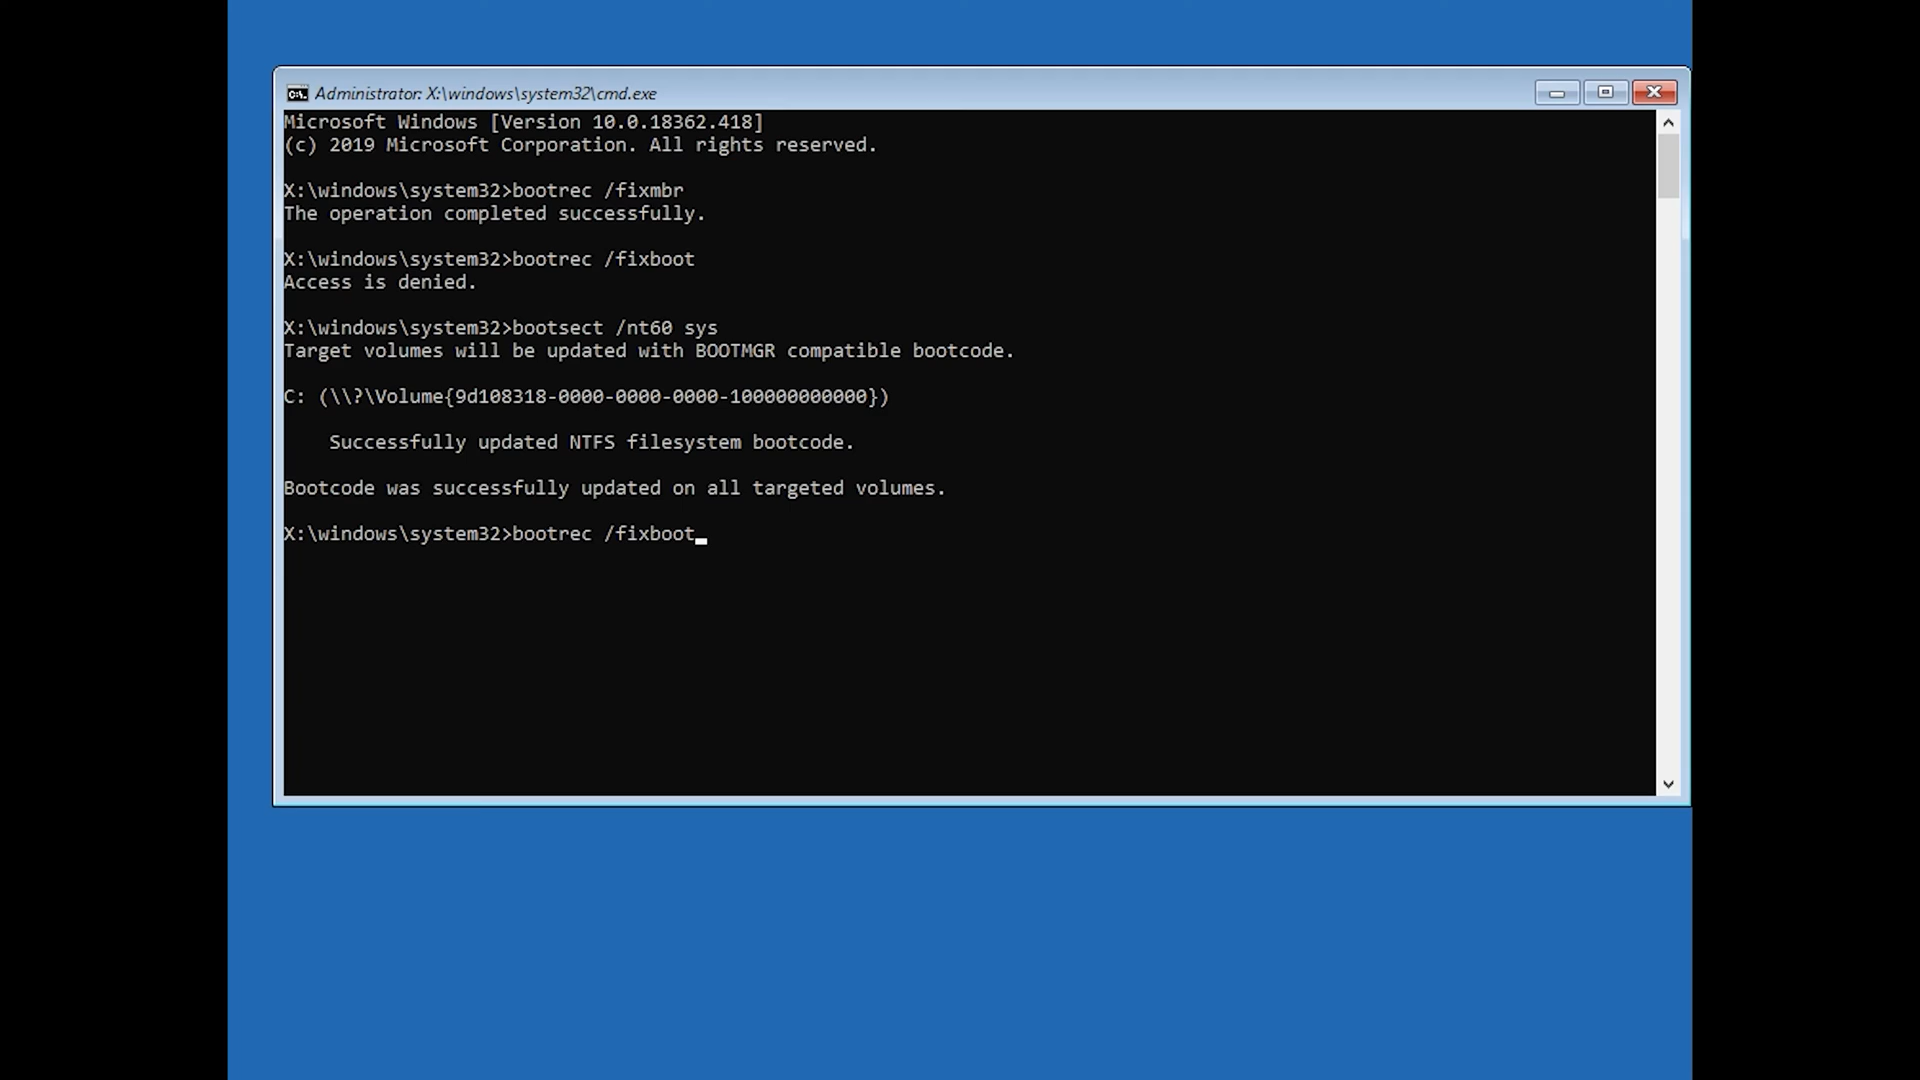 Administrator: X:\windows\system32\cmd.exe
Microsoft Windows [Version 10.0.18362.418]
(c) 2019 Microsoft Corporation. All rights reserved.
X:\windows\system32>bootrec /fixmbr
The operation completed successfully.
X:\windows\system32>bootrec /fixboot
Access is denied.
X:\windows\system32>bootsect /nt60 sys
Target volumes will be updated with BOOTMGR compatible bootcode.
C: (\\?\Volume{9d108318-0000-0000-0000-100000000000})
Successfully updated NTFS filesystem bootcode.
Bootcode was successfully updated on all targeted volumes.
X:\windows\system32>bootrec /fixboot_